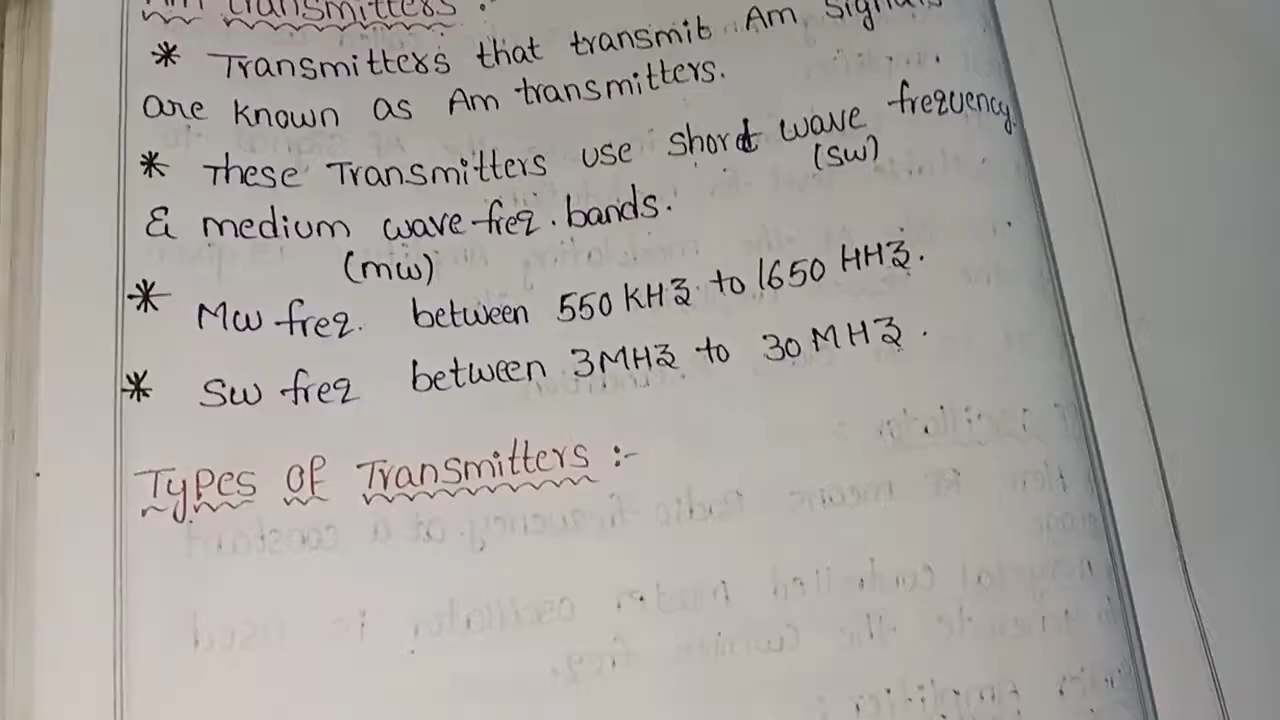 Am transmitters :
* Transmitters that transmit Am signals
are known as Am transmitters.
* These Transmitters use short wave frequency
(SW)
& medium wave freq. bands.
(mw)
* Mw freq. between 550 KHz to 1650 HHz.
* SW freq between 3MHz to 30 MHz.
Types of Transmitters :-